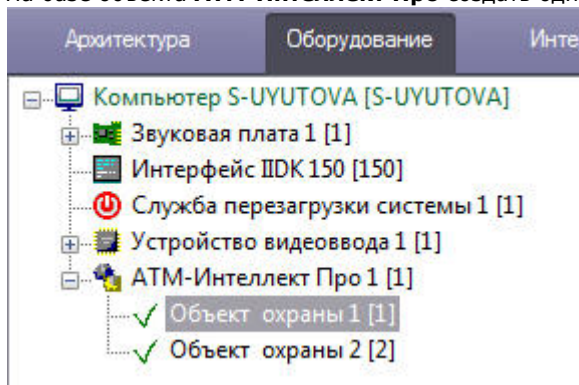 Архитектура Оборудование Инте
Компьютер S-UYUTOVA [S-UYUTOVA]
Звуковая плата 1 [1]
Интерфейс IIDK 150 [150]
Служба перезагрузки системы 1 [1]
Устройство видеоввода 1 [1]
АТМ-Интеллект Про 1 [1]
Объект охраны 1 [1]
Объект охраны 2 [2]